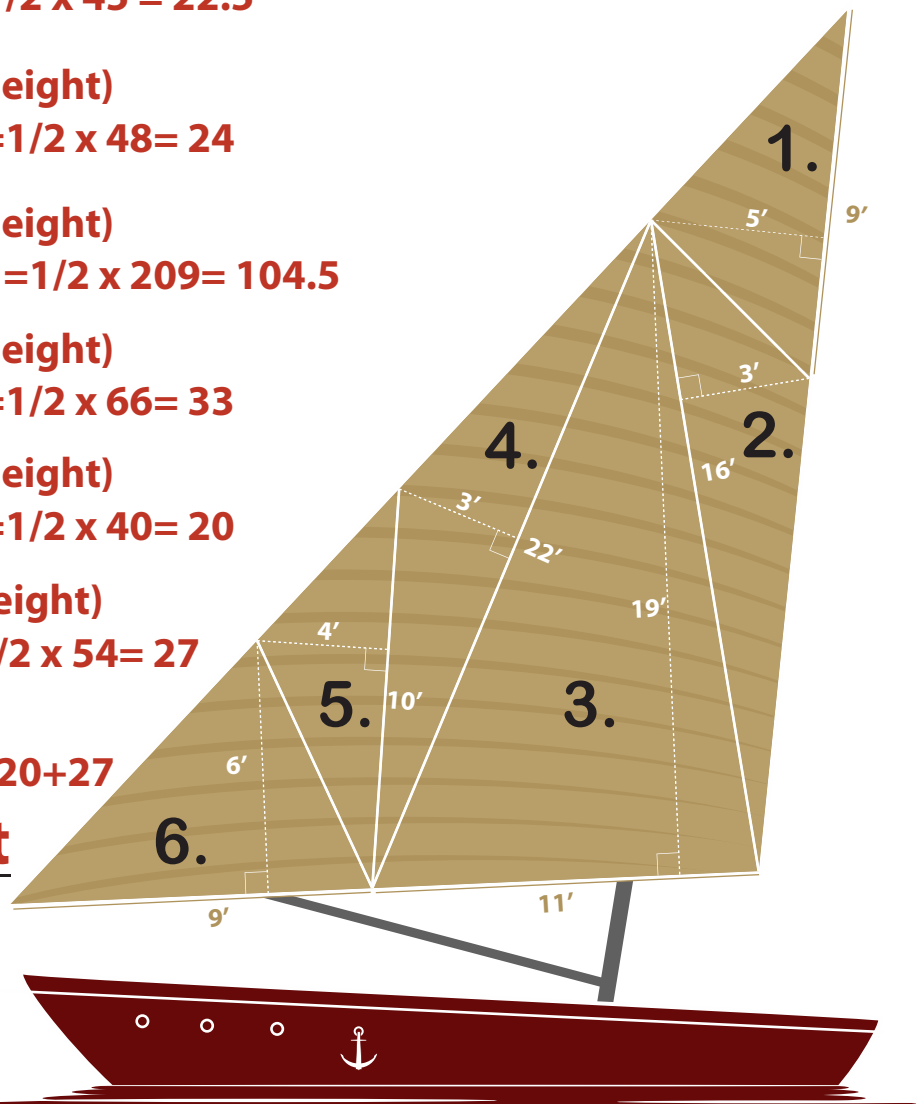 1/2 x 45 = 22.5
eight)
=1/2 x 48= 24
eight)
=1/2 x 209= 104.5
eight)
=1/2 x 66= 33
eight)
=1/2 x 40= 20
eight)
/2 x 54= 27
20+27
t
1.
5′
9′
3′
2.
4.
16′
3′
22′
19′
4′
5.
10′
3.
6′
6.
9′
11′